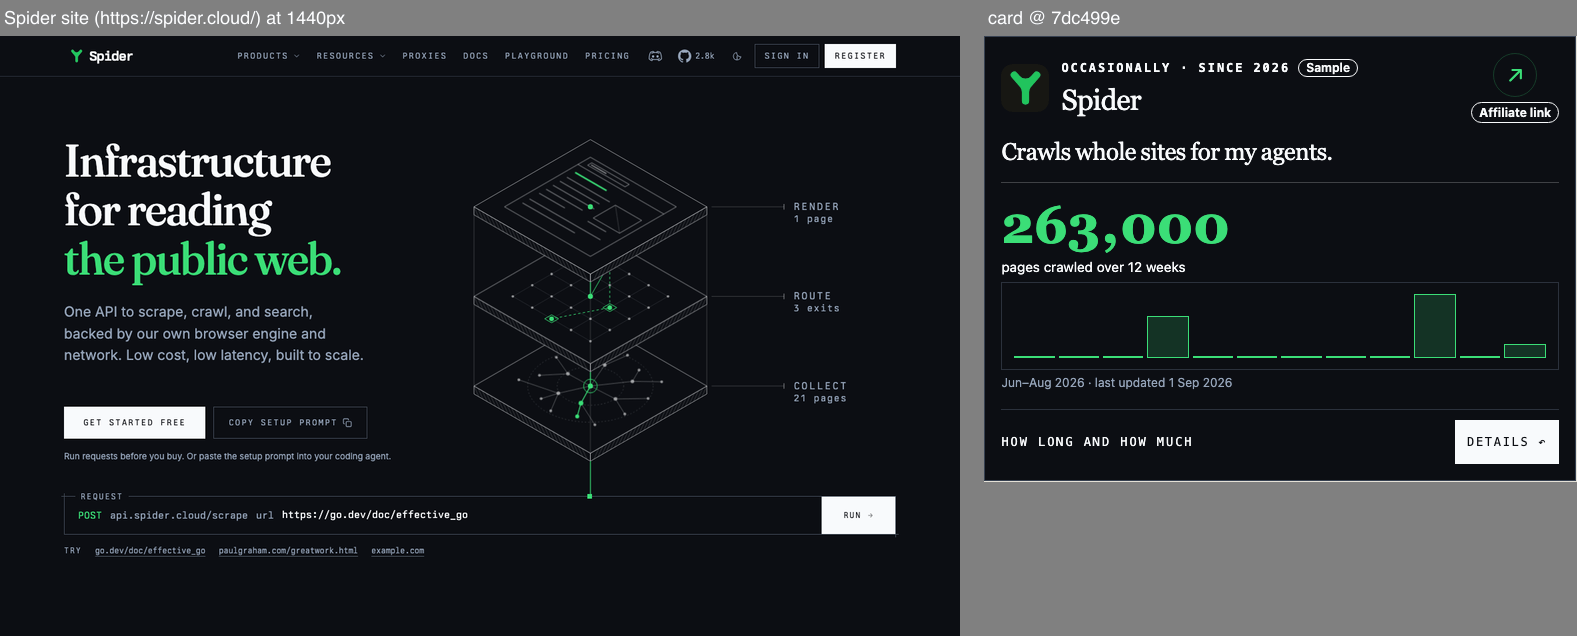 Spider site (https://spider.cloud/) at 1440px
Spider
PRODUCTS RESOURCES PROXIES DOCS PLAYGROUND PRICING 2.8k SIGN IN REGISTER
Infrastructure
for reading
the public web.
One API to scrape, crawl, and search,
backed by our own browser engine and
network. Low cost, low latency, built to scale.
GET STARTED FREE COPY SETUP PROMPT
Run requests before you buy. Or paste the setup prompt into your coding agent.
RENDER
1 page
ROUTE
3 exits
COLLECT
21 pages
REQUEST
POST api.spider.cloud/scrape url https://go.dev/doc/effective_go RUN →
TRY go.dev/doc/effective_go paulgraham.com/greatwork.html example.com
card @ 7dc499e
OCCASIONALLY · SINCE 2026 Sample
Spider
Affiliate link
Crawls whole sites for my agents.
263,000
pages crawled over 12 weeks
Jun–Aug 2026 · last updated 1 Sep 2026
HOW LONG AND HOW MUCH DETAILS ↶